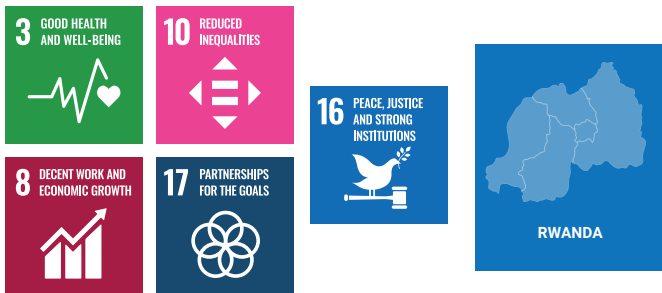 3 GOOD HEALTH
AND WELL-BEING
10 REDUCED
INEQUALITIES
8 DECENT WORK AND
ECONOMIC GROWTH
17 PARTNERSHIPS
FOR THE GOALS
16 PEACE, JUSTICE
AND STRONG
INSTITUTIONS
RWANDA